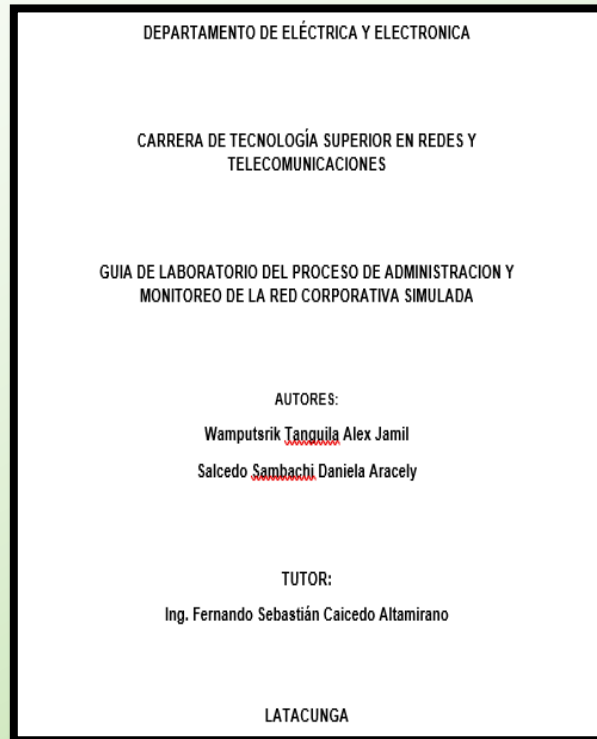 DEPARTAMENTO DE ELÉCTRICA Y ELECTRONICA
CARRERA DE TECNOLOGÍA SUPERIOR EN REDES Y
TELECOMUNICACIONES
GUIA DE LABORATORIO DEL PROCESO DE ADMINISTRACION Y
MONITOREO DE LA RED CORPORATIVA SIMULADA
AUTORES:
Wamputsrik Tanguila Alex Jamil
Salcedo Sambachi Daniela Aracely
TUTOR:
Ing. Fernando Sebastián Caicedo Altamirano
LATACUNGA